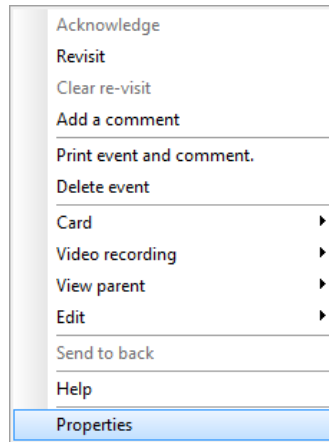 Acknowledge
Revisit
Clear re-visit
Add a comment
Print event and comment.
Delete event
Card
Video recording
View parent
Edit
Send to back
Help
Properties